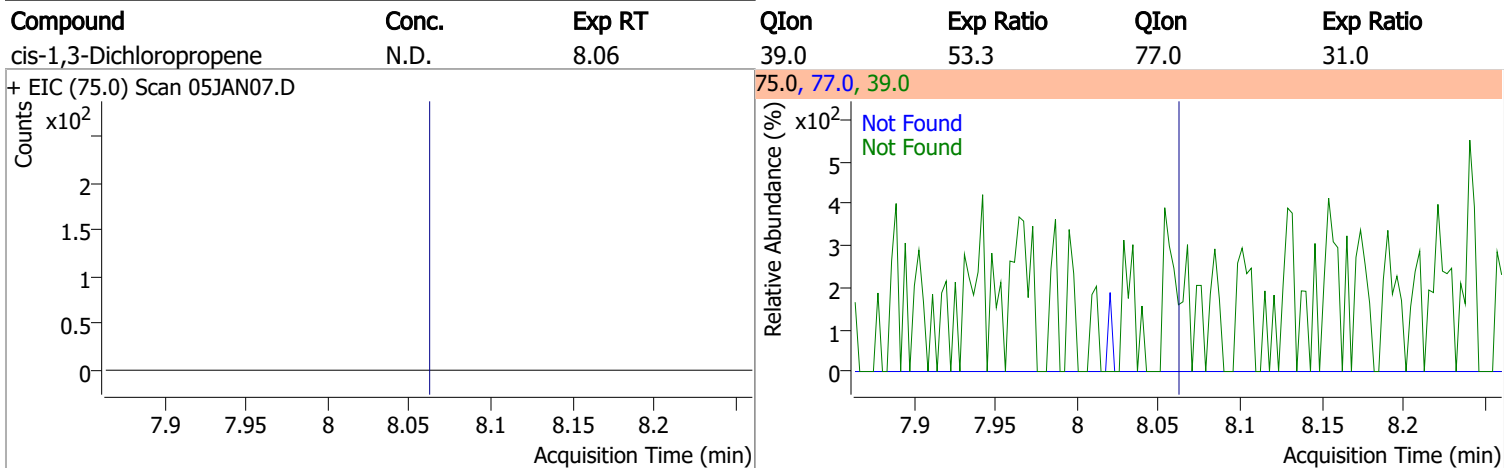 Compound Conc. Exp RT QIon Exp Ratio QIon Exp Ratio
cis-1,3-Dichloropropene N.D. 8.06 39.0 53.3 77.0 31.0
+ EIC (75.0) Scan 05JAN07.D
Counts
x10²
2
1.5
1
0.5
0
7.9 7.95 8 8.05 8.1 8.15 8.2
Acquisition Time (min)
75.0, 77.0, 39.0
Relative Abundance (%)
x10²
Not Found
Not Found
5
4
3
2
1
0
7.9 7.95 8 8.05 8.1 8.15 8.2
Acquisition Time (min)